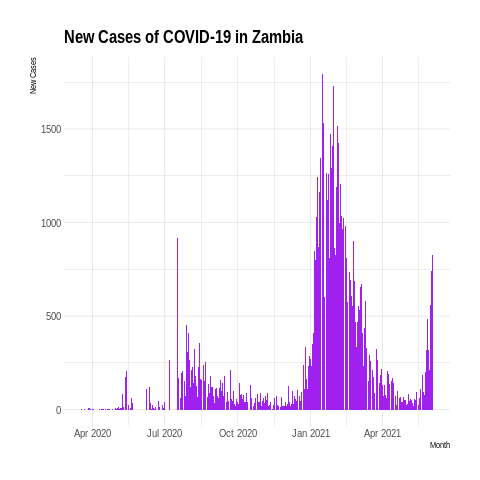 New Cases of COVID-19 in Zambia
New Cases
1500
1000
500
0
Apr 2020 Jul 2020 Oct 2020 Jan 2021 Apr 2021
Month